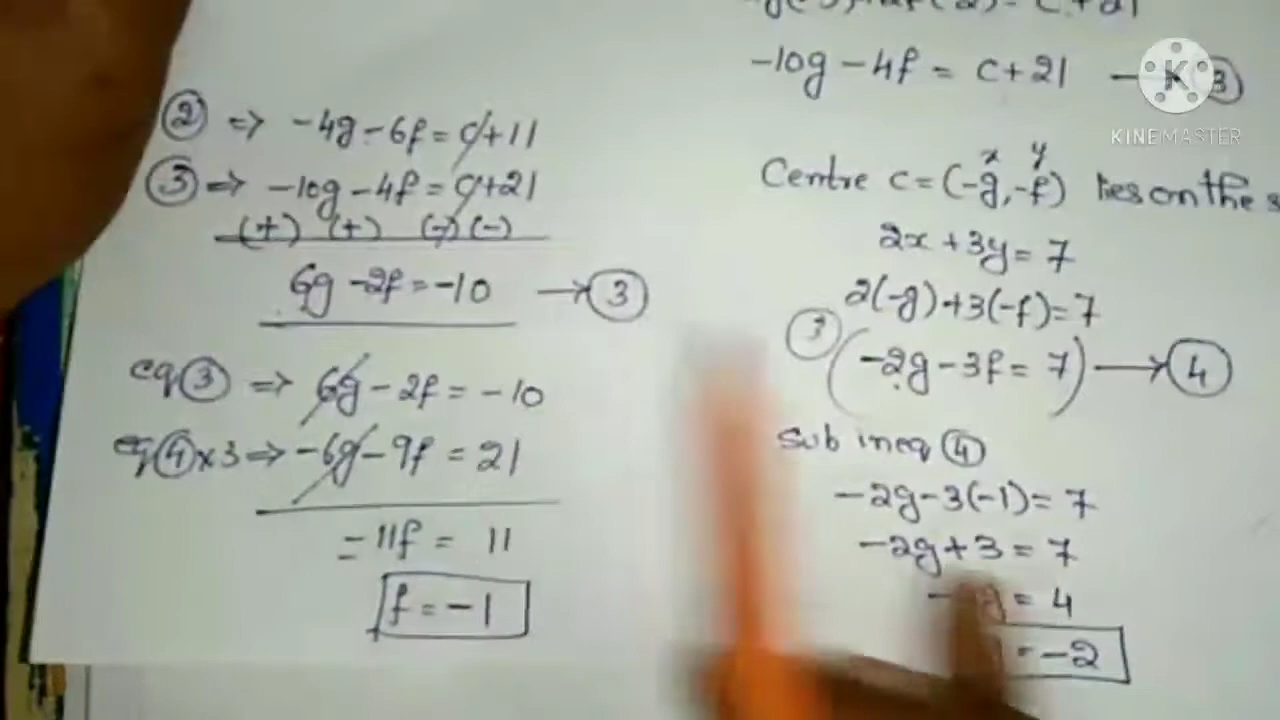 ② => -4g - 6f = c + 11
③ => -10g - 4f = c + 21
(+) (+) (-) (-)
6g - 2f = -10 → ③
eq ③ => 6g - 2f = -10
eq ④ x 3 => -6g - 9f = 21
= -11f = 11
f = -1
-10g - 4f = c + 21 → ③
K
KINEMASTER
x y
Centre c = (-g, -f) lies on the
2x + 3y = 7
2(-g) + 3(-f) = 7
③ (-2g - 3f = 7) → ④
Sub in eq ④
-2g - 3(-1) = 7
-2g + 3 = 7
= 4
= -2